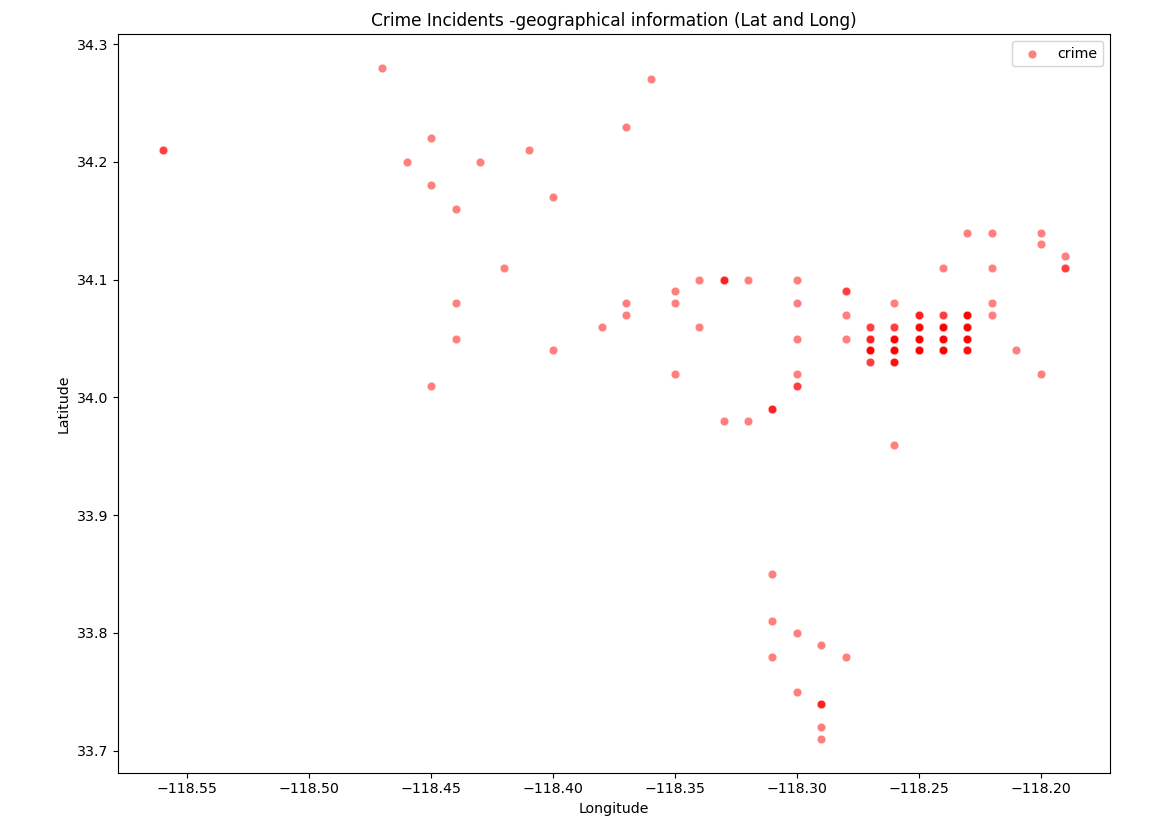 Crime Incidents -geographical information (Lat and Long)
crime
34.3
34.2
34.1
34.0
33.9
33.8
33.7
Latitude
−118.55 −118.50 −118.45 −118.40 −118.35 −118.30 −118.25 −118.20
Longitude